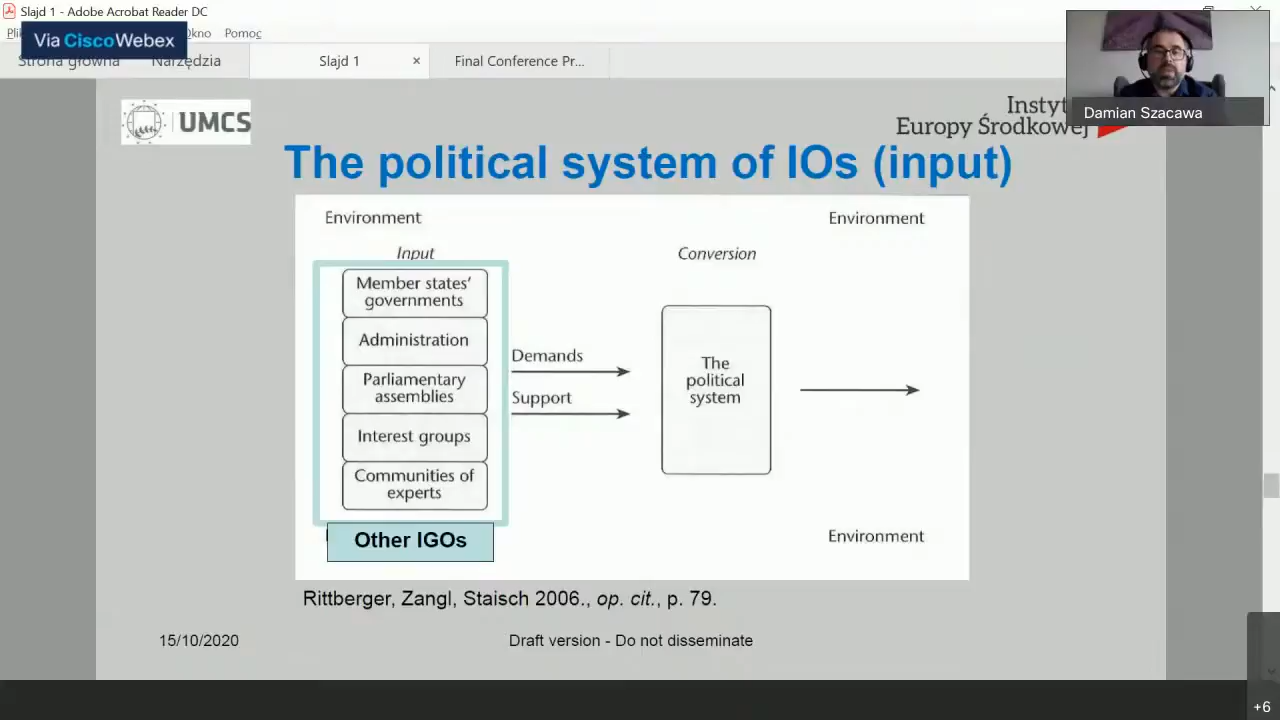 Slajd 1 - Adobe Acrobat Reader DC
Via Cisco Webex
Okno Pomoc
Strona główna Narzędzia Slajd 1 × Final Conference Pr...
Damian Szacawa
UMCS
Instyt
Europy Środkowej
The political system of IOs (input)
Environment Environment
Input Conversion
Member states'
governments
Administration
Parliamentary
assemblies
Interest groups
Communities of
experts
Demands
Support
The
political
system
Other IGOs
Environment
Rittberger, Zangl, Staisch 2006., op. cit., p. 79.
15/10/2020 Draft version - Do not disseminate
+6